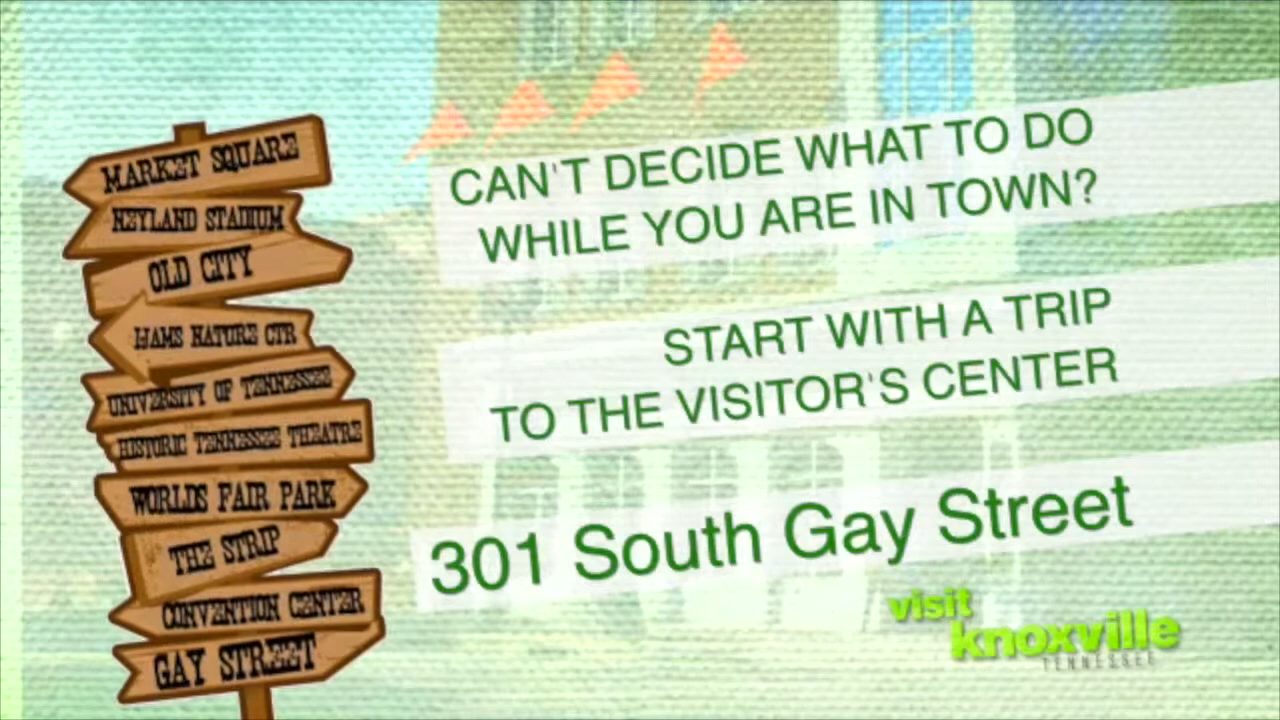 MARKET SQUARE
NEYLAND STADIUM
OLD CITY
IJAMS NATURE CTR
UNIVERSITY OF TENNESSEE
HISTORIC TENNESSEE THEATRE
WORLDS FAIR PARK
THE STRIP
CONVENTION CENTER
GAY STREET
CAN'T DECIDE WHAT TO DO
WHILE YOU ARE IN TOWN?
START WITH A TRIP
TO THE VISITOR'S CENTER
301 South Gay Street
visit
knoxville
TENNESSEE